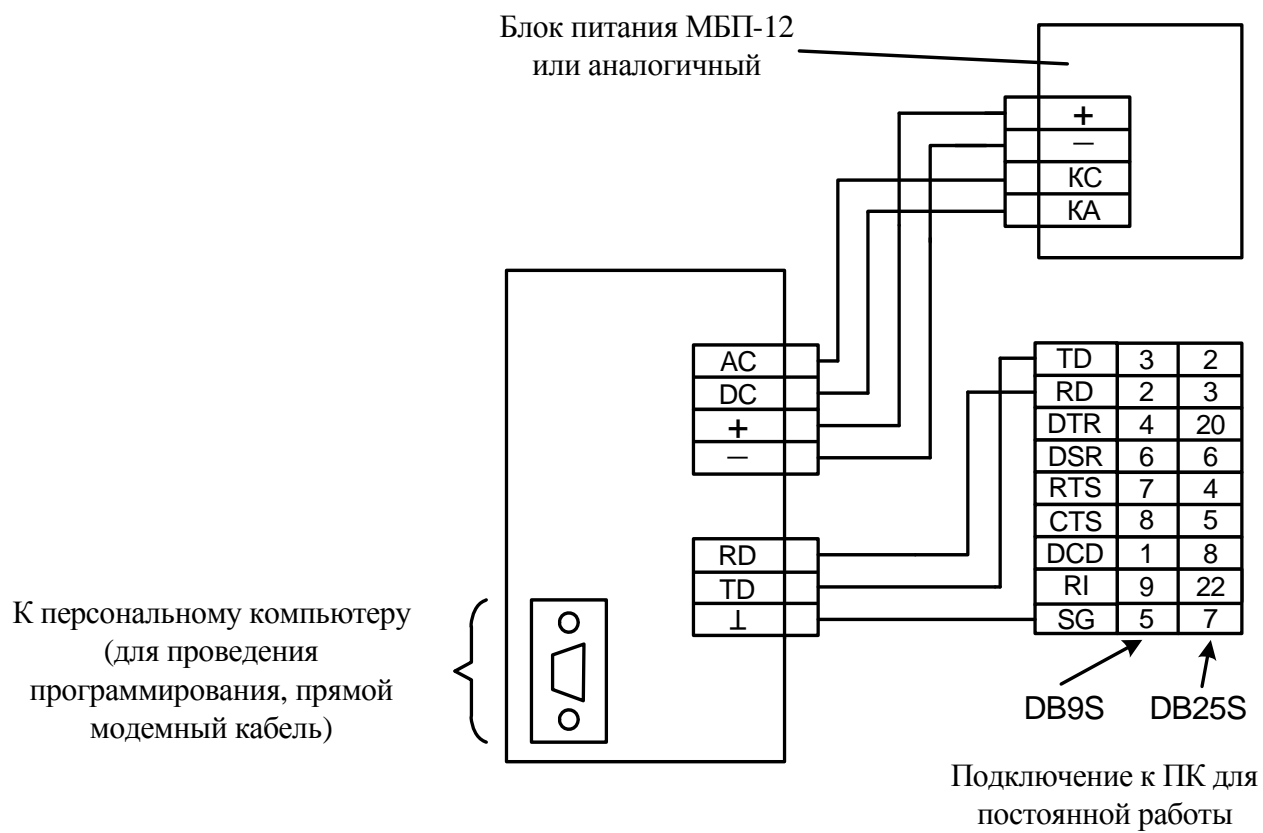 Блок питания МБП-12
или аналогичный
+
—
КС
КА
AC
DC
+
—
RD
TD
⊥
TD 3 2
RD 2 3
DTR 4 20
DSR 6 6
RTS 7 4
CTS 8 5
DCD 1 8
RI 9 22
SG 5 7
DB9S DB25S
К персональному компьютеру
(для проведения
программирования, прямой
модемный кабель)
Подключение к ПК для
постоянной работы